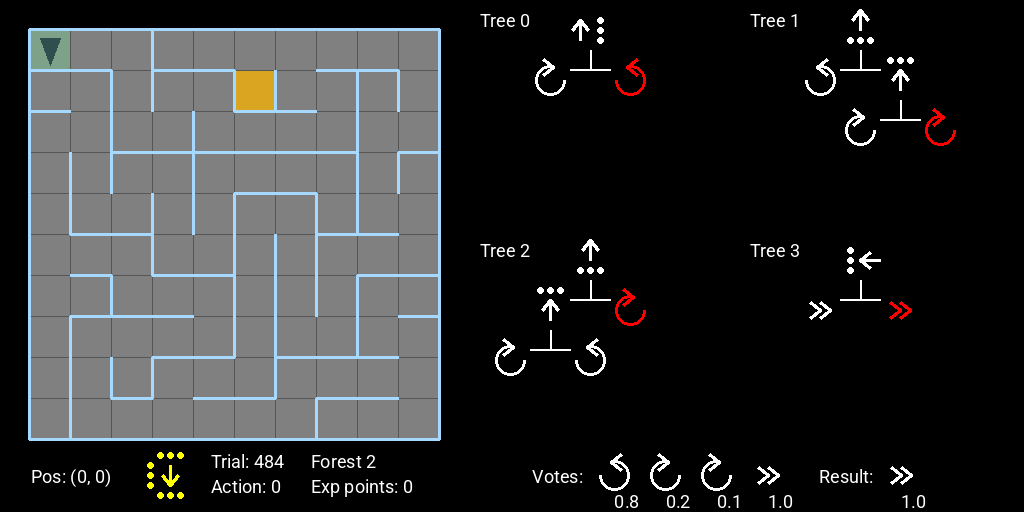 Tree 0
Tree 1
Tree 2
Tree 3
Pos: (0, 0)
Trial: 484
Forest 2
Action: 0
Exp points: 0
Votes:
0.8
0.2
0.1
1.0
Result:
1.0